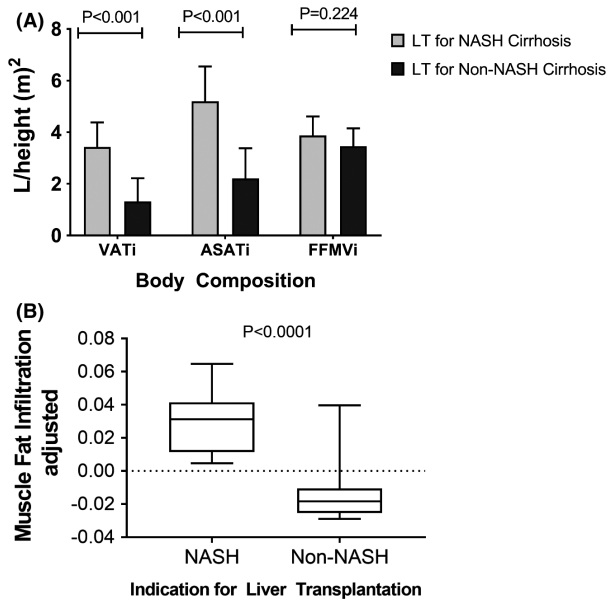 (A)
P<0.001
P<0.001
P=0.224
LT for NASH Cirrhosis
LT for Non-NASH Cirrhosis
L/height (m)²
8
6
4
2
0
VATi
ASATi
FFMVi
Body Composition
(B)
P<0.0001
Muscle Fat Infiltration
adjusted
0.08
0.06
0.04
0.02
0.00
-0.02
-0.04
NASH
Non-NASH
Indication for Liver Transplantation